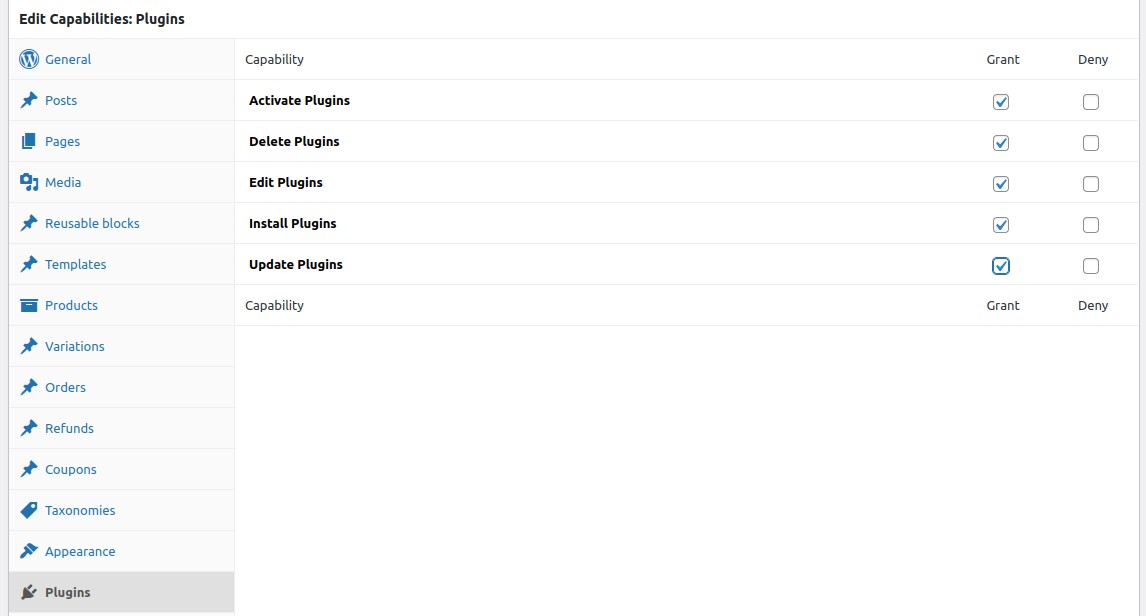 Edit Capabilities: Plugins
General
Posts
Pages
Media
Reusable blocks
Templates
Products
Variations
Orders
Refunds
Coupons
Taxonomies
Appearance
Plugins
Capability Grant Deny
Activate Plugins
Delete Plugins
Edit Plugins
Install Plugins
Update Plugins
Capability Grant Deny